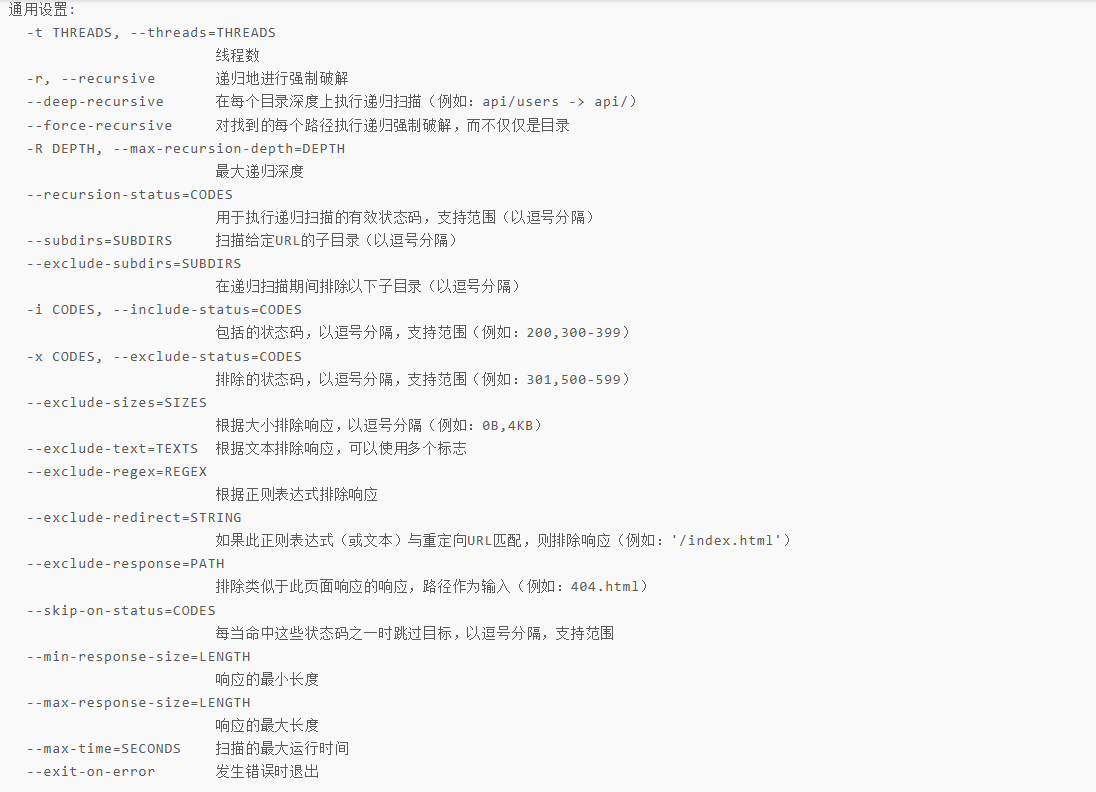 通用设置:
-t THREADS, --threads=THREADS
线程数
-r, --recursive 递归地进行强制破解
--deep-recursive 在每个目录深度上执行递归扫描（例如：api/users -> api/）
--force-recursive 对找到的每个路径执行递归强制破解，而不仅仅是目录
-R DEPTH, --max-recursion-depth=DEPTH
最大递归深度
--recursion-status=CODES
用于执行递归扫描的有效状态码，支持范围（以逗号分隔）
--subdirs=SUBDIRS 扫描给定URL的子目录（以逗号分隔）
--exclude-subdirs=SUBDIRS
在递归扫描期间排除以下子目录（以逗号分隔）
-i CODES, --include-status=CODES
包括的状态码，以逗号分隔，支持范围（例如：200,300-399）
-x CODES, --exclude-status=CODES
排除的状态码，以逗号分隔，支持范围（例如：301,500-599）
--exclude-sizes=SIZES
根据大小排除响应，以逗号分隔（例如：0B,4KB）
--exclude-text=TEXTS 根据文本排除响应，可以使用多个标志
--exclude-regex=REGEX
根据正则表达式排除响应
--exclude-redirect=STRING
如果此正则表达式（或文本）与重定向URL匹配，则排除响应（例如：'/index.html'）
--exclude-response=PATH
排除类似于此页面响应的响应，路径作为输入（例如：404.html）
--skip-on-status=CODES
每当命中这些状态码之一时跳过目标，以逗号分隔，支持范围
--min-response-size=LENGTH
响应的最小长度
--max-response-size=LENGTH
响应的最大长度
--max-time=SECONDS 扫描的最大运行时间
--exit-on-error 发生错误时退出